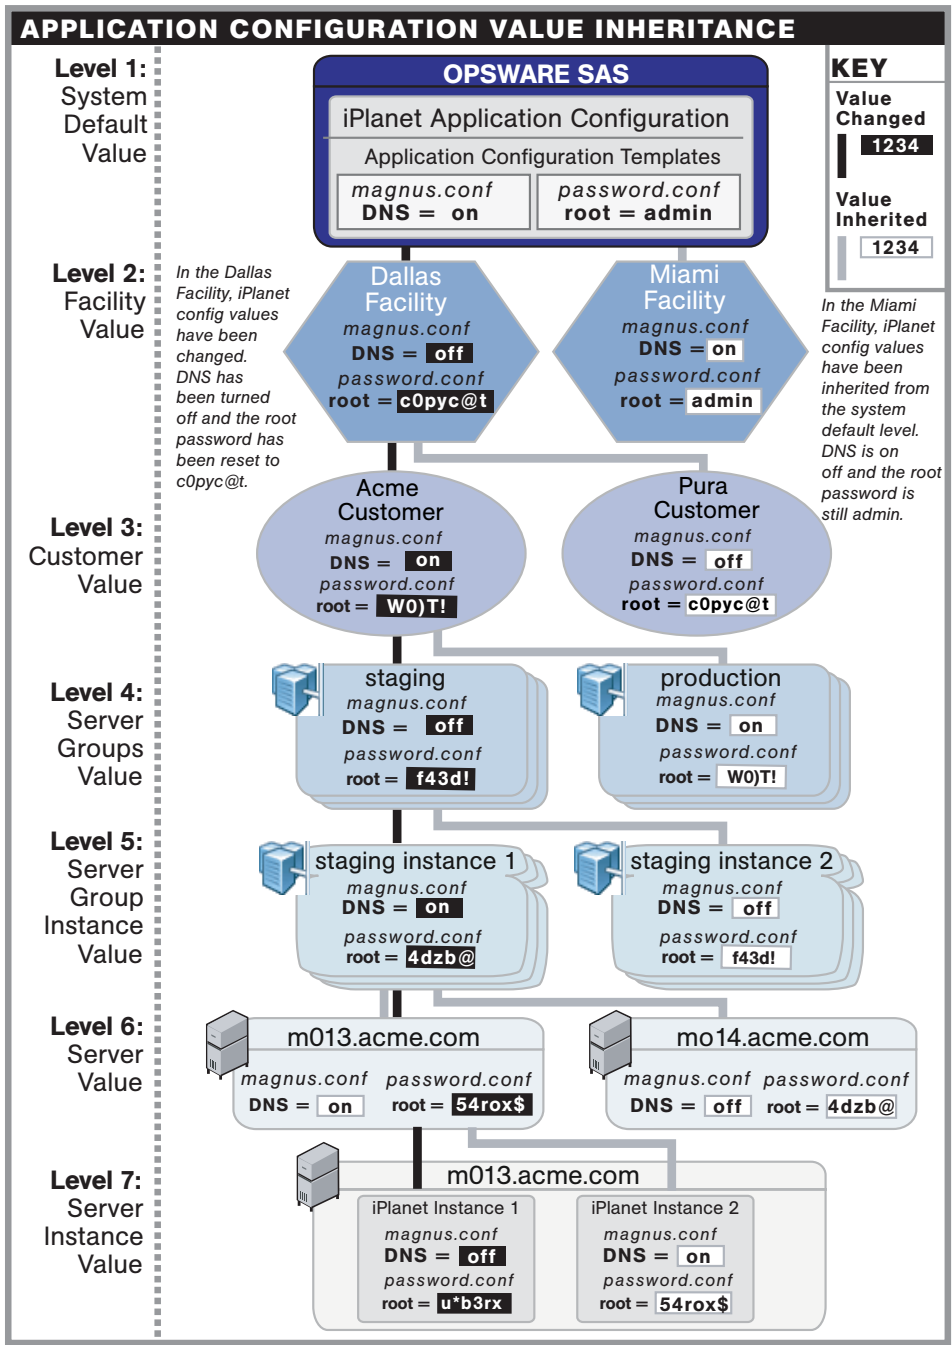 APPLICATION CONFIGURATION VALUE INHERITANCE
Level 1:
System
Default
Value
OPSWARE SAS
iPlanet Application Configuration
Application Configuration Templates
magnus.conf
DNS = on
password.conf
root = admin
KEY
Value
Changed
1234
Value
Inherited
1234
Level 2:
Facility
Value
In the Dallas
Facility, iPlanet
config values
have been
changed.
DNS has
been turned
off and the root
password has
been reset to
c0pyc@t.
Dallas
Facility
magnus.conf
DNS = off
password.conf
root = c0pyc@t
Miami
Facility
magnus.conf
DNS = on
password.conf
root = admin
In the Miami
Facility, iPlanet
config values
have been
inherited from
the system
default level.
DNS is on
off and the root
password is
still admin.
Level 3:
Customer
Value
Acme
Customer
magnus.conf
DNS = on
password.conf
root = W0)T!
Pura
Customer
magnus.conf
DNS = off
password.conf
root = c0pyc@t
Level 4:
Server
Groups
Value
staging
magnus.conf
DNS = off
password.conf
root = f43d!
production
magnus.conf
DNS = on
password.conf
root = W0)T!
Level 5:
Server
Group
Instance
Value
staging instance 1
magnus.conf
DNS = on
password.conf
root = 4dzb@
staging instance 2
magnus.conf
DNS = off
password.conf
root = f43d!
Level 6:
Server
Value
m013.acme.com
magnus.conf password.conf
DNS = on root = 54rox$
mo14.acme.com
magnus.conf password.conf
DNS = off root = 4dzb@
Level 7:
Server
Instance
Value
m013.acme.com
iPlanet Instance 1
magnus.conf
DNS = off
password.conf
root = u*b3rx
iPlanet Instance 2
magnus.conf
DNS = on
password.conf
root = 54rox$